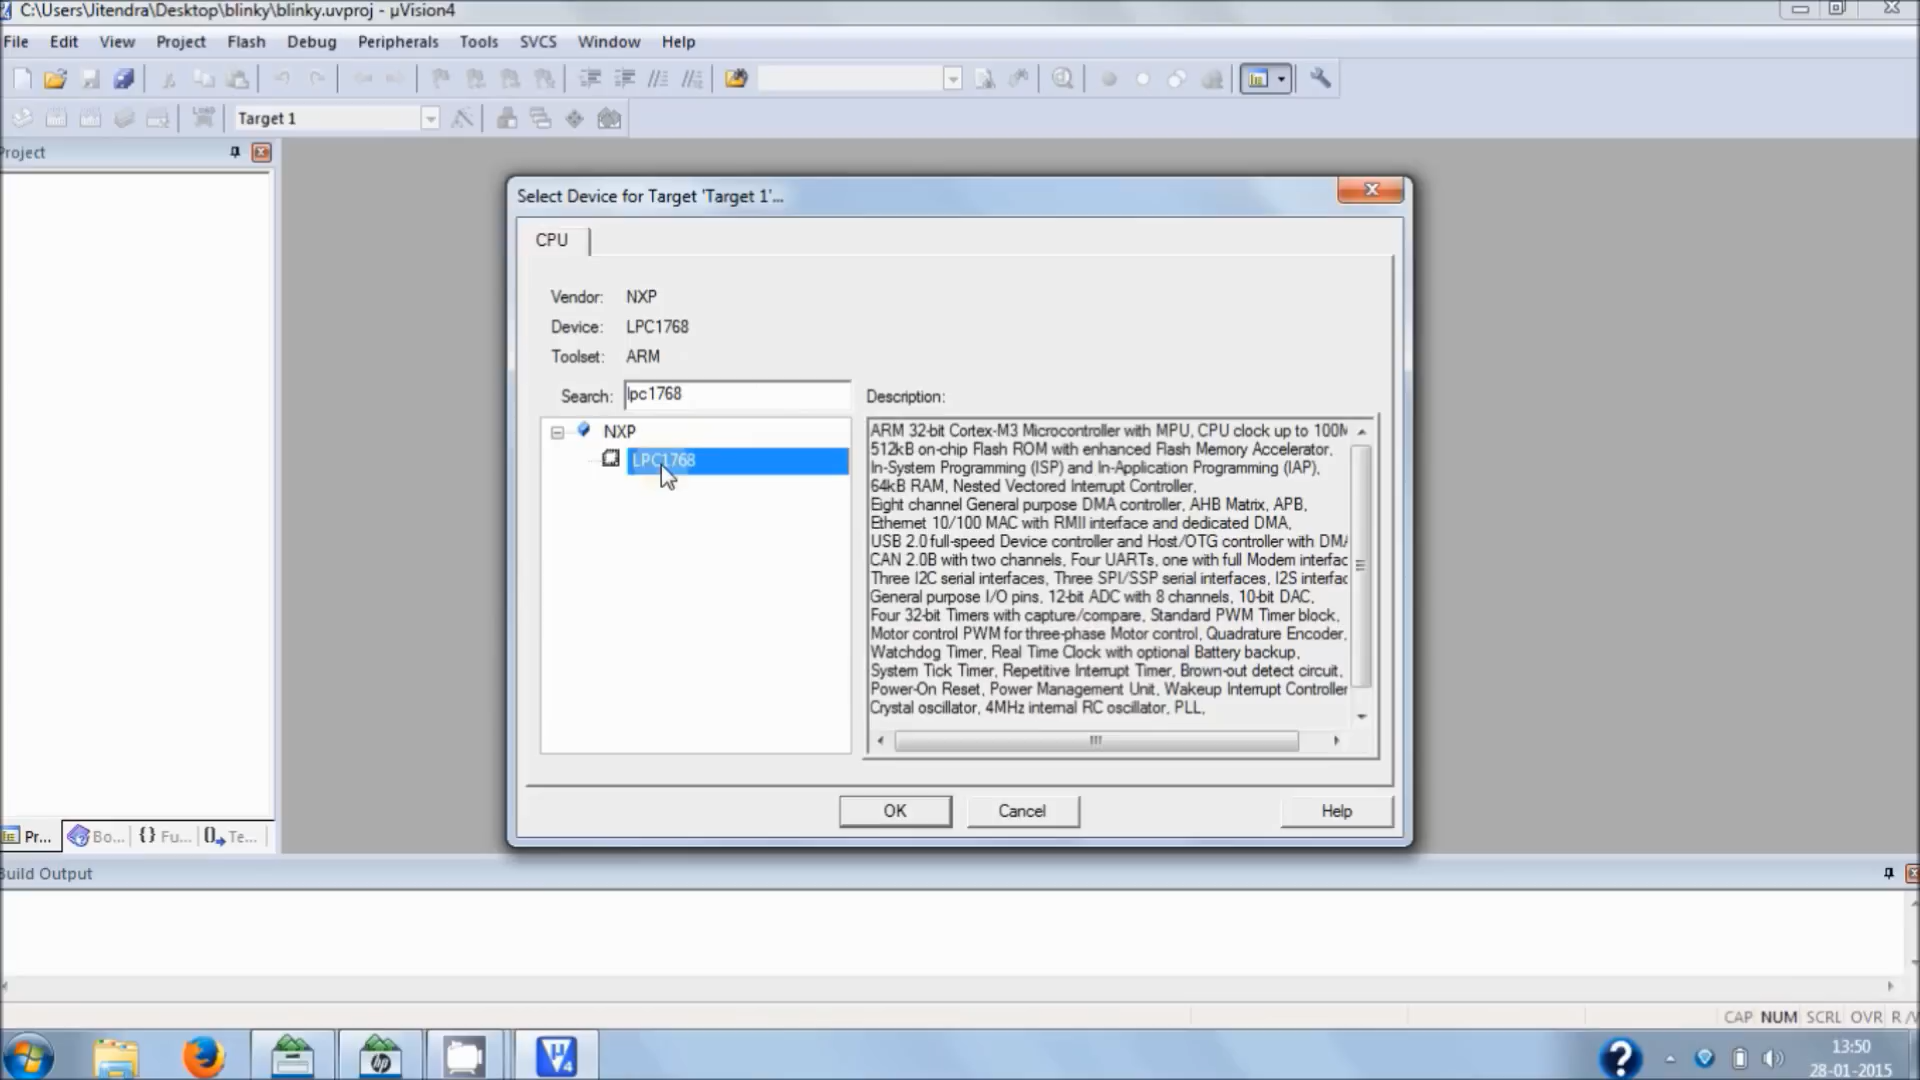 C:\Users\Jitendra\Desktop\blinky\blinky.uvproj - µVision4
File Edit View Project Flash Debug Peripherals Tools SVCS Window Help
LOAD
Target 1
Project
Select Device for Target 'Target 1'...
CPU
Vendor: NXP
Device: LPC1768
Toolset: ARM
Search: lpc1768
Description:
NXP
LPC1768
ARM 32-bit Cortex-M3 Microcontroller with MPU, CPU clock up to 100M
512kB on-chip Flash ROM with enhanced Flash Memory Accelerator,
In-System Programming (ISP) and In-Application Programming (IAP),
64kB RAM, Nested Vectored Interrupt Controller,
Eight channel General purpose DMA controller, AHB Matrix, APB,
Ethernet 10/100 MAC with RMII interface and dedicated DMA,
USB 2.0 full-speed Device controller and Host/OTG controller with DMA
CAN 2.0B with two channels, Four UARTs, one with full Modem interfac
Three I2C serial interfaces, Three SPI/SSP serial interfaces, I2S interfac
General purpose I/O pins, 12-bit ADC with 8 channels, 10-bit DAC,
Four 32-bit Timers with capture/compare, Standard PWM Timer block,
Motor control PWM for three-phase Motor control, Quadrature Encoder,
Watchdog Timer, Real Time Clock with optional Battery backup,
System Tick Timer, Repetitive Interrupt Timer, Brown-out detect circuit,
Power-On Reset, Power Management Unit, Wakeup Interrupt Controller
Crystal oscillator, 4MHz internal RC oscillator, PLL,
OK Cancel Help
Pr... Bo... {} Fu... 0 Te...
Build Output
CAP NUM SCRL OVR R /V
hp
µ4
?
13:50
28-01-2015